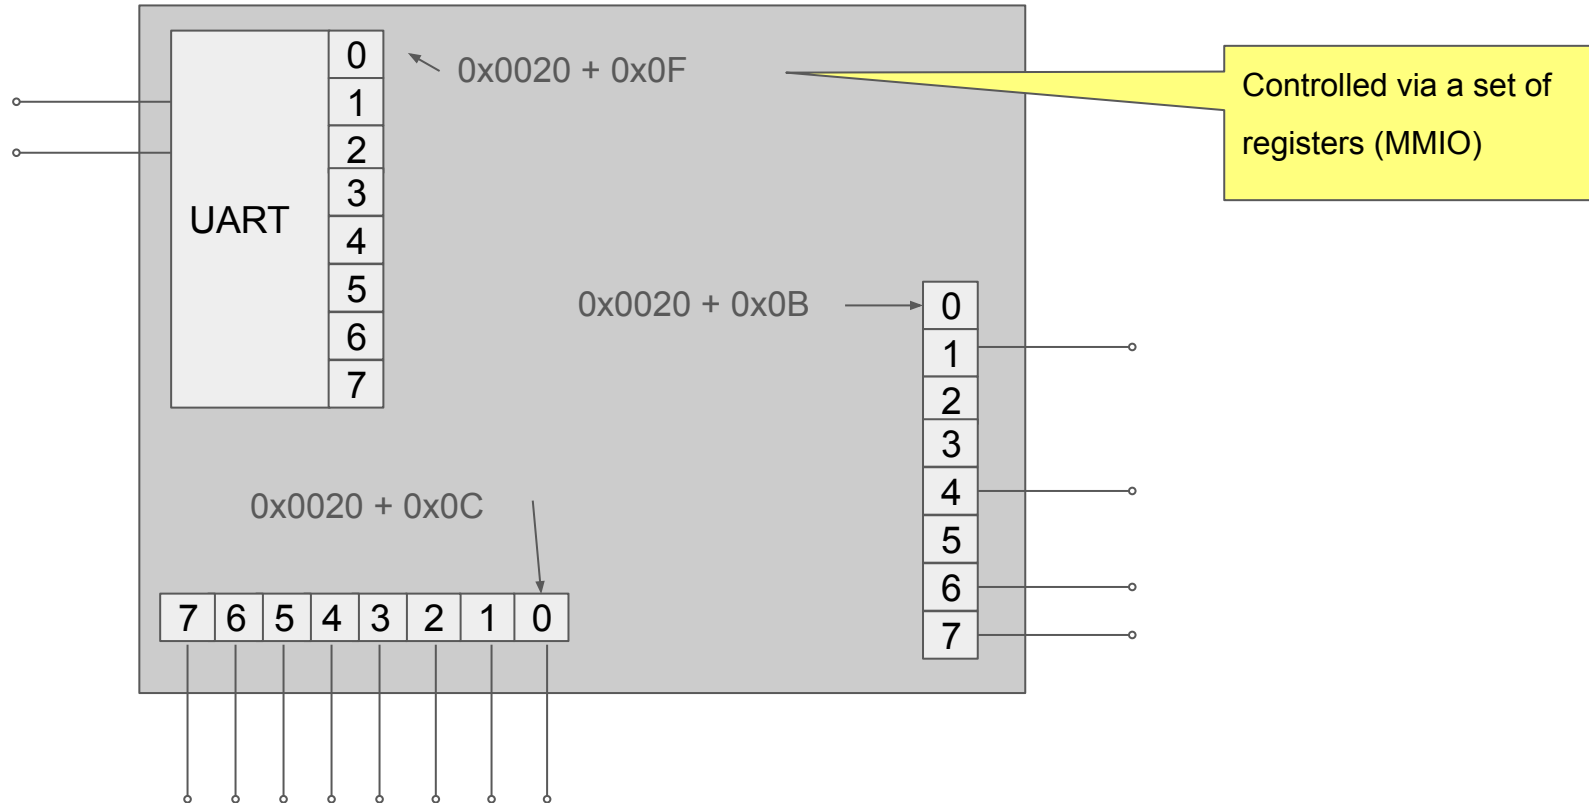 0
0x0020 + 0x0F
Controlled via a set of
registers (MMIO)
1
2
3
UART
4
5
6
7
0x0020 + 0x0B
0
1
2
3
4
5
6
7
0x0020 + 0x0C
7 6 5 4 3 2 1 0